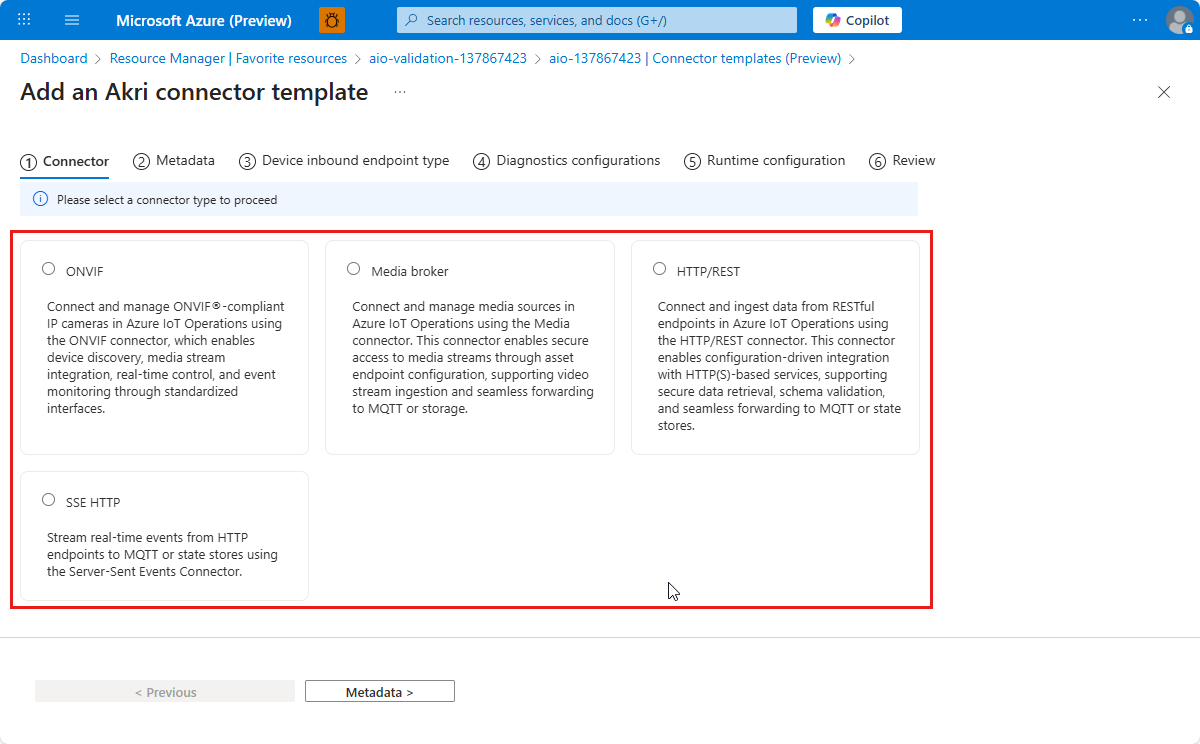 Microsoft Azure (Preview)
Search resources, services, and docs (G+/)
Copilot
Dashboard > Resource Manager | Favorite resources > aio-validation-137867423 > aio-137867423 | Connector templates (Preview) >
Add an Akri connector template ...
1 Connector 2 Metadata 3 Device inbound endpoint type 4 Diagnostics configurations 5 Runtime configuration 6 Review
Please select a connector type to proceed
ONVIF
Connect and manage ONVIF®-compliant
IP cameras in Azure IoT Operations using
the ONVIF connector, which enables
device discovery, media stream
integration, real-time control, and event
monitoring through standardized
interfaces.
Media broker
Connect and manage media sources in
Azure IoT Operations using the Media
connector. This connector enables secure
access to media streams through asset
endpoint configuration, supporting video
stream ingestion and seamless forwarding
to MQTT or storage.
HTTP/REST
Connect and ingest data from RESTful
endpoints in Azure IoT Operations using
the HTTP/REST connector. This connector
enables configuration-driven integration
with HTTP(S)-based services, supporting
secure data retrieval, schema validation,
and seamless forwarding to MQTT or state
stores.
SSE HTTP
Stream real-time events from HTTP
endpoints to MQTT or state stores using
the Server-Sent Events Connector.
< Previous
Metadata >